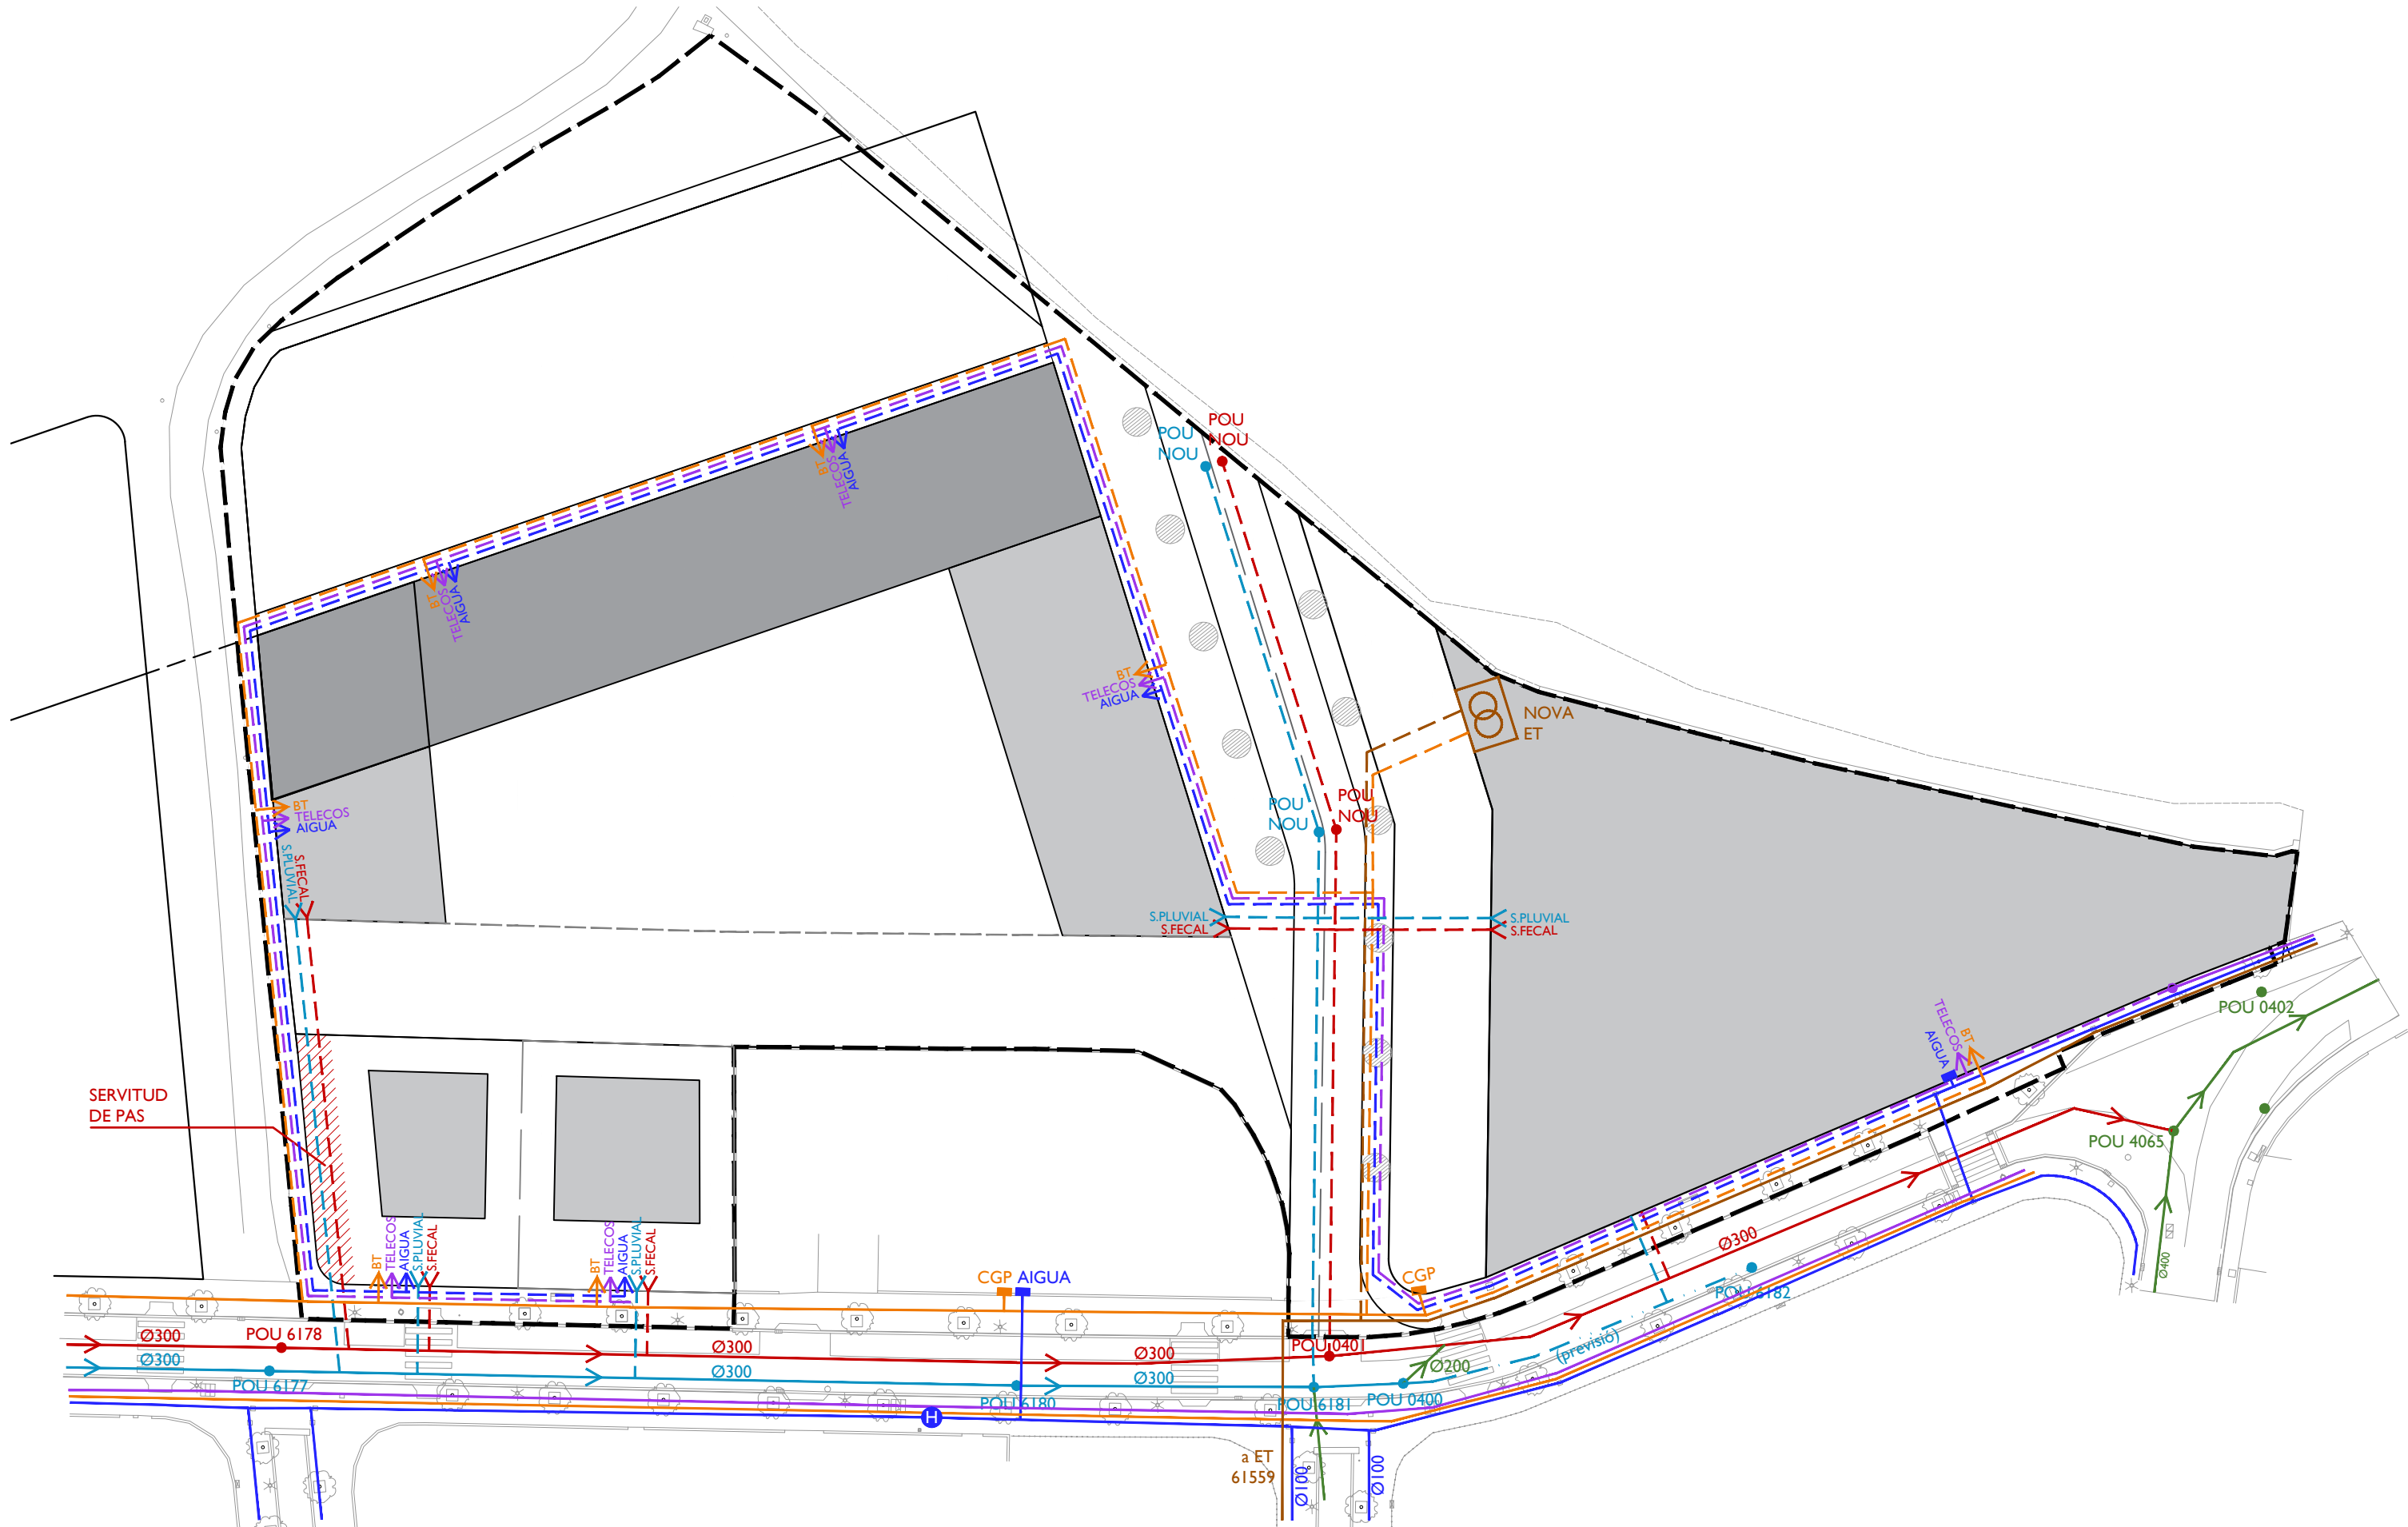 POU
NOU
POU
NOU
BT
TELECOS
AIGUA
BT
TELECOS
AIGUA
BT
TELECOS
AIGUA
NOVA
ET
POU
NOU
POU
NOU
BT
TELECOS
AIGUA
S.PLUVIAL
S.FECAL
S.PLUVIAL
S.FECAL
S.PLUVIAL
S.FECAL
TELECOS
BT
AIGUA
POU 0402
SERVITUD
DE PAS
POU 4065
BT
TELECOS
AIGUA
S.PLUVIAL
S.FECAL
BT
TELECOS
AIGUA
S.PLUVIAL
S.FECAL
Ø300
Ø400
CGP AIGUA
CGP
POU 6182
Ø300
POU 6178
Ø300
Ø300
POU 0401
(previsió)
Ø300
POU 6177
Ø300
Ø300
Ø200
POU 6180
POU 6181
POU 0400
H
a ET
61559
Ø100
Ø100